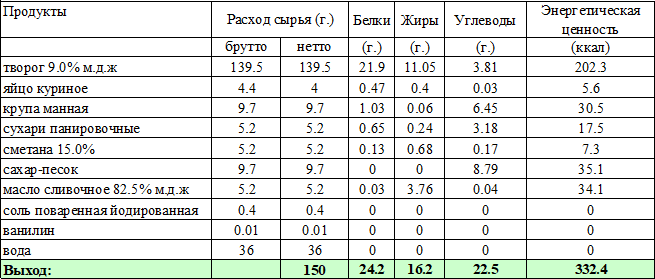 Продукты Расход сырья (г.) Белки Жиры Углеводы Энергетическая ценность
брутто нетто (г.) (г.) (г.) (ккал)
творог 9.0% м.д.ж 139.5 139.5 21.9 11.05 3.81 202.3
яйцо куриное 4.4 4 0.47 0.4 0.03 5.6
крупа манная 9.7 9.7 1.03 0.06 6.45 30.5
сухари панировочные 5.2 5.2 0.65 0.24 3.18 17.5
сметана 15.0% 5.2 5.2 0.13 0.68 0.17 7.3
сахар-песок 9.7 9.7 0 0 8.79 35.1
масло сливочное 82.5% м.д.ж 5.2 5.2 0.03 3.76 0.04 34.1
соль поваренная йодированная 0.4 0.4 0 0 0 0
ванилин 0.01 0.01 0 0 0 0
вода 36 36 0 0 0 0
Выход: 150 24.2 16.2 22.5 332.4